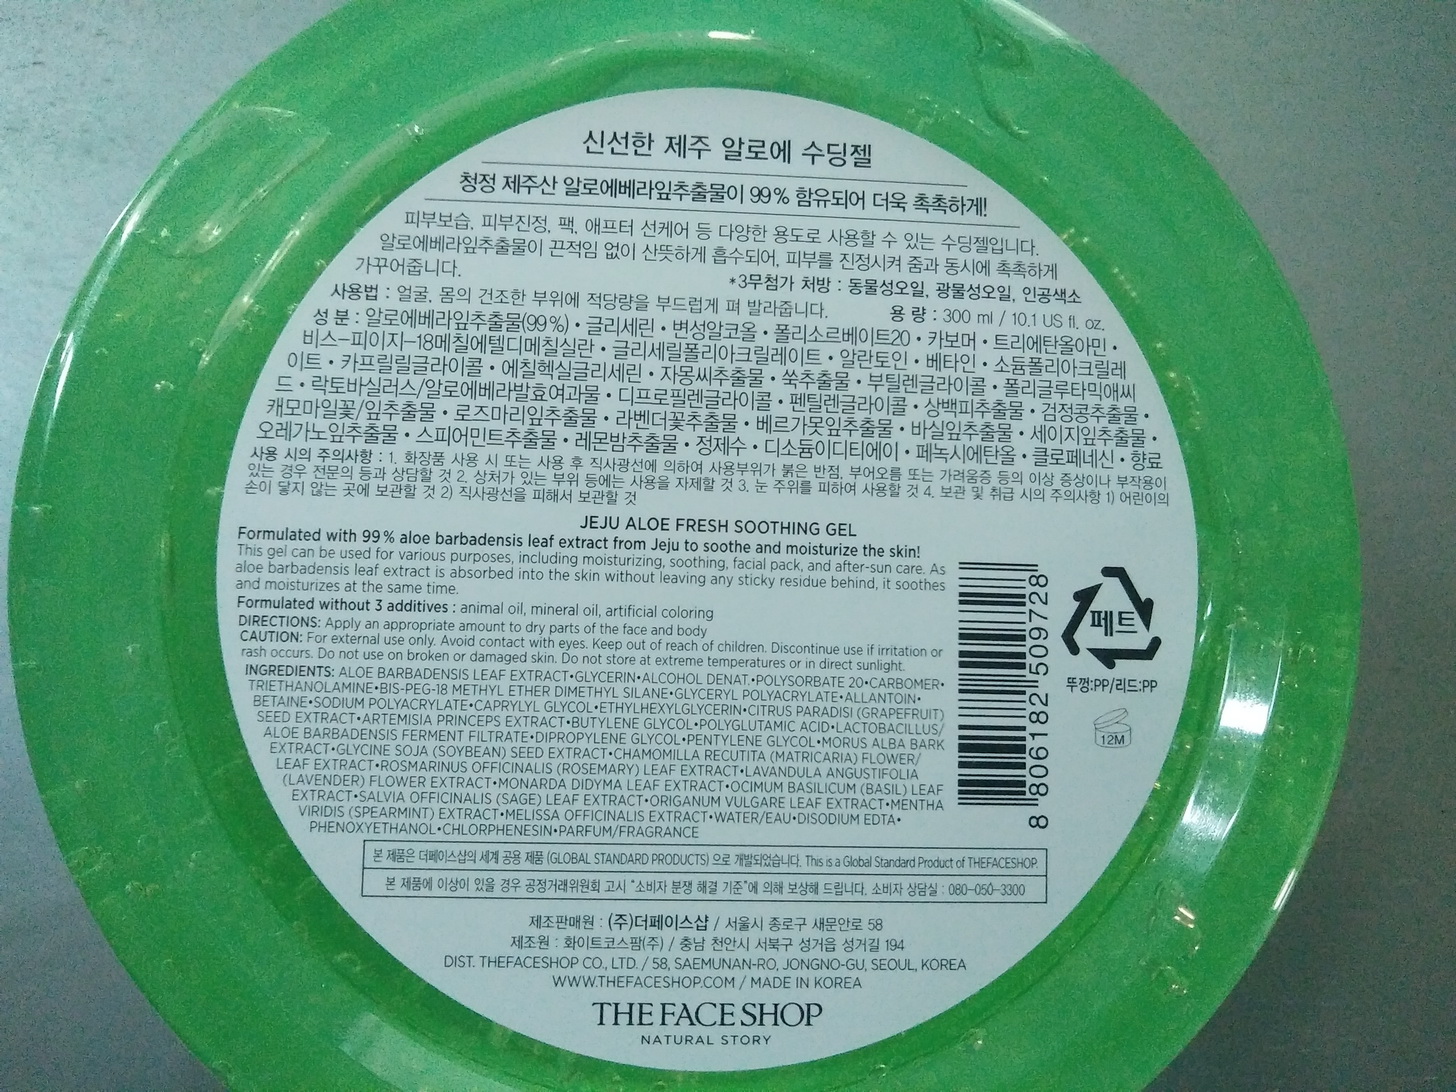 신선한 제주 알로에 수딩젤
청정 제주산 알로에베라잎추출물이 99% 함유되어 더욱 촉촉하게!
피부보습, 피부진정, 팩, 애프터 선케어 등 다양한 용도로 사용할 수 있는 수딩젤입니다.
알로에베라잎추출물이 끈적임 없이 산뜻하게 흡수되어, 피부를 진정시켜 줌과 동시에 촉촉하게
가꾸어줍니다.
*3무첨가 처방 : 동물성오일, 광물성오일, 인공색소
사용법 : 얼굴, 몸의 건조한 부위에 적당량을 부드럽게 펴 발라줍니다.
용 량 : 300 ml / 10.1 US fl. oz.
성 분 : 알로에베라잎추출물(99%) • 글리세린 • 변성알코올 • 폴리소르베이트20 • 카보머 • 트리에탄올아민 •
비스-피이지-18메칠에텔디메칠실란 • 글리세릴폴리아크릴레이트 • 알란토인 • 베타인 • 소듐폴리아크릴레
이트 • 카프릴릴글라이콜 • 에칠헥실글리세린 • 자몽씨추출물 • 쑥추출물 • 부틸렌글라이콜 • 폴리글루타믹애씨
드 • 락토바실러스/알로에베라발효여과물 • 디프로필렌글라이콜 • 펜틸렌글라이콜 • 상백피추출물 • 검정콩추출물 •
캐모마일꽃/잎추출물 • 로즈마리잎추출물 • 라벤더꽃추출물 • 베르가못잎추출물 • 바실잎추출물 • 세이지잎추출물 •
오레가노잎추출물 • 스피어민트추출물 • 레몬밤추출물 • 정제수 • 디소듐이디티에이 • 페녹시에탄올 • 클로페네신 • 향료
사용 시의 주의사항 : 1. 화장품 사용 시 또는 사용 후 직사광선에 의하여 사용부위가 붉은 반점, 부어오름 또는 가려움증 등의 이상 증상이나 부작용이
있는 경우 전문의 등과 상담할 것 2. 상처가 있는 부위 등에는 사용을 자제할 것 3. 눈 주위를 피하여 사용할 것 4. 보관 및 취급 시의 주의사항 1) 어린이의
손이 닿지 않는 곳에 보관할 것 2) 직사광선을 피해서 보관할 것
JEJU ALOE FRESH SOOTHING GEL
Formulated with 99% aloe barbadensis leaf extract from Jeju to soothe and moisturize the skin!
This gel can be used for various purposes, including moisturizing, soothing, facial pack, and after-sun care. As
aloe barbadensis leaf extract is absorbed into the skin without leaving any sticky residue behind, it soothes
and moisturizes at the same time.
Formulated without 3 additives : animal oil, mineral oil, artificial coloring
DIRECTIONS: Apply an appropriate amount to dry parts of the face and body
CAUTION: For external use only. Avoid contact with eyes. Keep out of reach of children. Discontinue use if irritation or
rash occurs. Do not use on broken or damaged skin. Do not store at extreme temperatures or in direct sunlight.
INGREDIENTS: ALOE BARBADENSIS LEAF EXTRACT•GLYCERIN•ALCOHOL DENAT.•POLYSORBATE 20•CARBOMER•
TRIETHANOLAMINE•BIS-PEG-18 METHYL ETHER DIMETHYL SILANE•GLYCERYL POLYACRYLATE•ALLANTOIN•
BETAINE•SODIUM POLYACRYLATE•CAPRYLYL GLYCOL•ETHYLHEXYLGLYCERIN•CITRUS PARADISI (GRAPEFRUIT)
SEED EXTRACT•ARTEMISIA PRINCEPS EXTRACT•BUTYLENE GLYCOL•POLYGLUTAMIC ACID•LACTOBACILLUS/
ALOE BARBADENSIS FERMENT FILTRATE•DIPROPYLENE GLYCOL•PENTYLENE GLYCOL•MORUS ALBA BARK
EXTRACT•GLYCINE SOJA (SOYBEAN) SEED EXTRACT•CHAMOMILLA RECUTITA (MATRICARIA) FLOWER/
LEAF EXTRACT•ROSMARINUS OFFICINALIS (ROSEMARY) LEAF EXTRACT•LAVANDULA ANGUSTIFOLIA
(LAVENDER) FLOWER EXTRACT•MONARDA DIDYMA LEAF EXTRACT•OCIMUM BASILICUM (BASIL) LEAF
EXTRACT•SALVIA OFFICINALIS (SAGE) LEAF EXTRACT•ORIGANUM VULGARE LEAF EXTRACT•MENTHA
VIRIDIS (SPEARMINT) EXTRACT•MELISSA OFFICINALIS EXTRACT•WATER/EAU•DISODIUM EDTA•
PHENOXYETHANOL•CHLORPHENESIN•PARFUM/FRAGRANCE
8 806182 509728
페트
뚜껑:PP/리드:PP
12M
본 제품은 더페이스샵의 세계 공용 제품 (GLOBAL STANDARD PRODUCTS) 으로 개발되었습니다. This is a Global Standard Product of THEFACESHOP.
본 제품에 이상이 있을 경우 공정거래위원회 고시 "소비자 분쟁 해결 기준"에 의해 보상해 드립니다. 소비자 상담실 : 080-050-3300
제조판매원 : (주)더페이스샵 / 서울시 종로구 새문안로 58
제조원 : 화이트코스팜(주) / 충남 천안시 서북구 성거읍 성거길 194
DIST. THEFACESHOP CO., LTD. / 58, SAEMUNAN-RO, JONGNO-GU, SEOUL, KOREA
WWW.THEFACESHOP.COM / MADE IN KOREA
THE FACE SHOP
NATURAL STORY